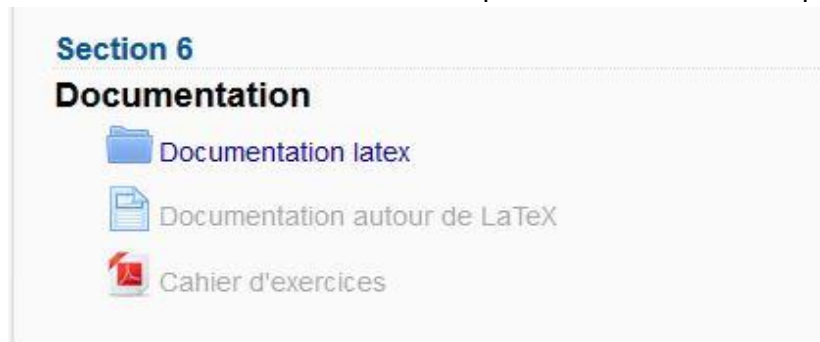 Section 6
Documentation
Documentation latex
Documentation autour de LaTeX
Cahier d'exercices